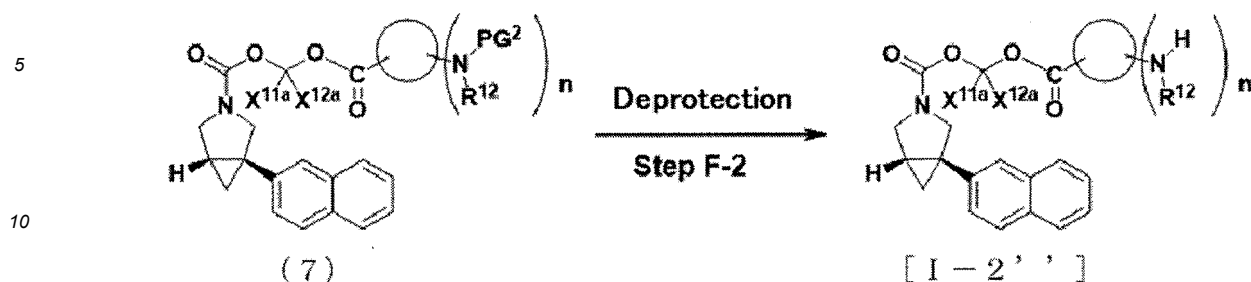 5
10
O
O
O
C
O
N
PG²
N
R¹²
n
X¹¹ᵃ X¹²ᵃ
N
H
(7)
Deprotection
Step F-2
O
O
O
C
O
N
H
N
R¹²
n
X¹¹ᵃ X¹²ᵃ
N
H
[I-2'']